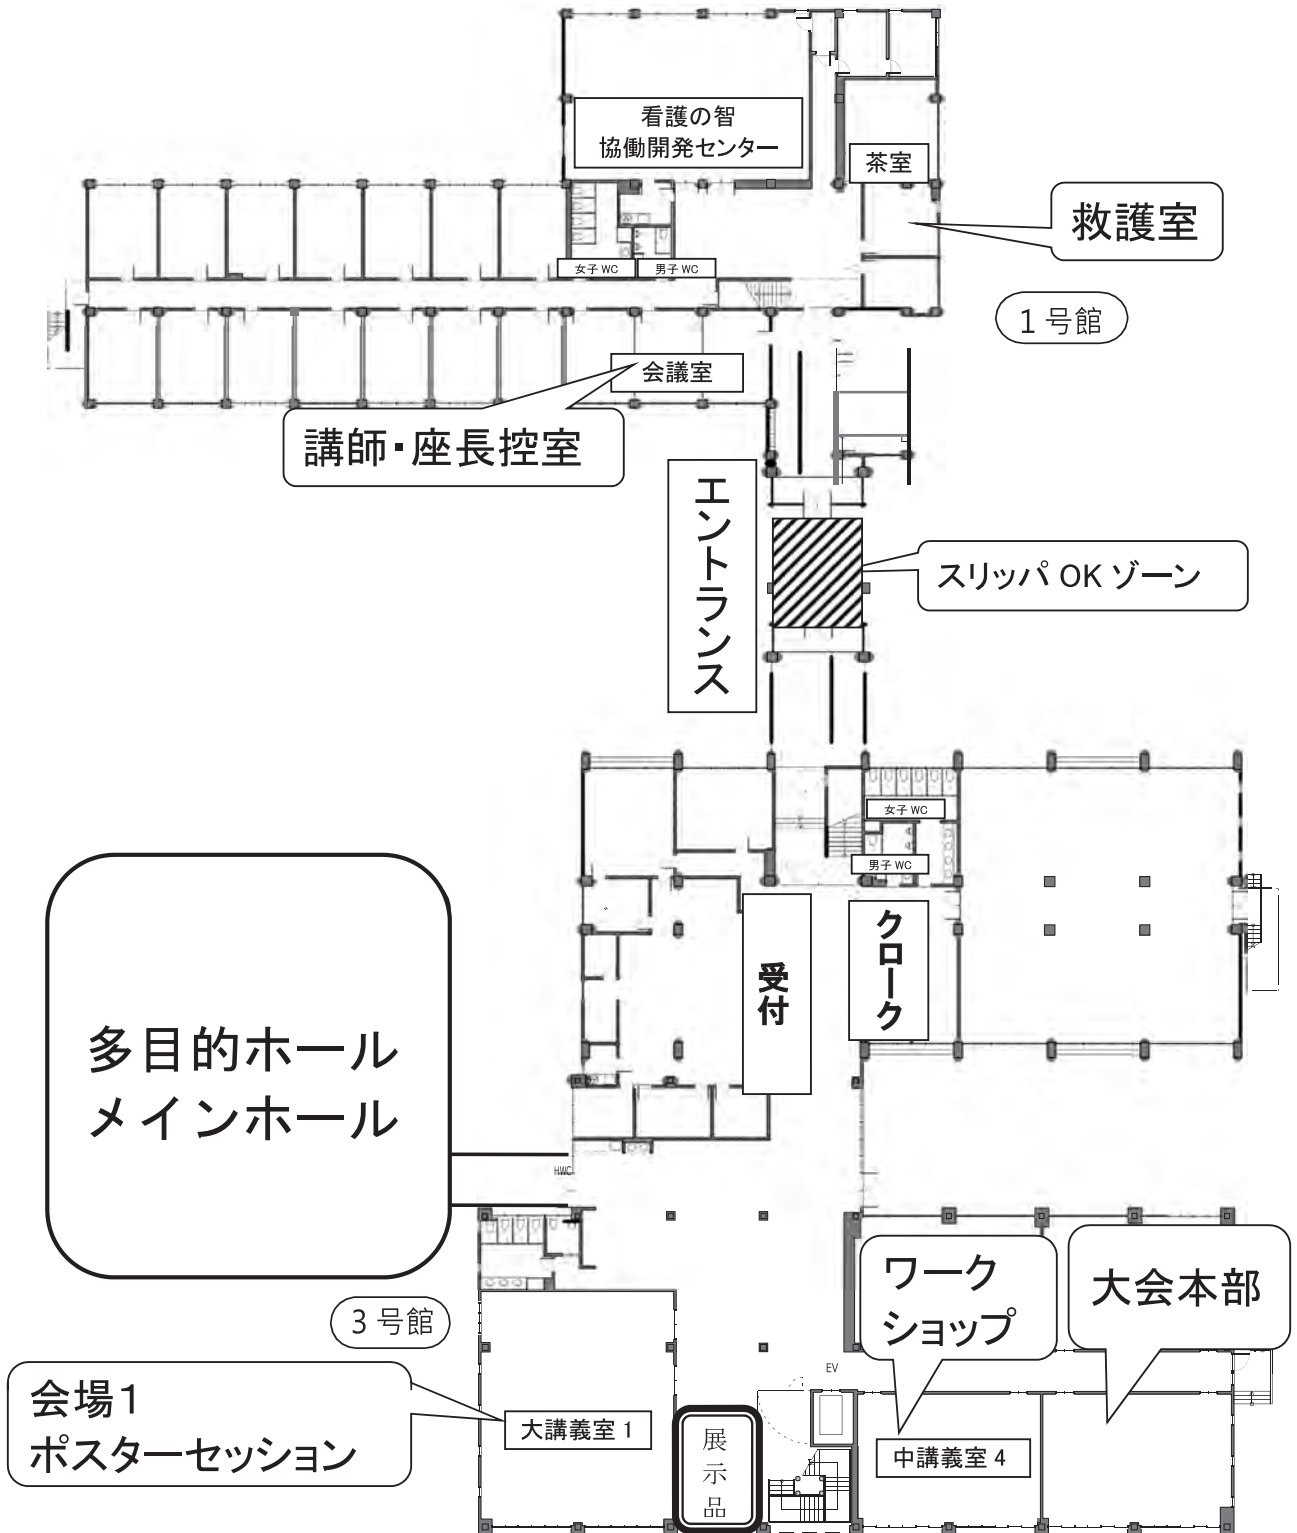 看護の智
協働開発センター
茶室
救護室
女子 WC
男子 WC
1 号館
会議室
講師・座長控室
エントランス
スリッパ OK ゾーン
女子 WC
男子 WC
クローク
受付
多目的ホール
メインホール
HWC
ワーク
ショップ
大会本部
3 号館
EV
会場1
ポスターセッション
大講義室 1
展示品
中講義室 4